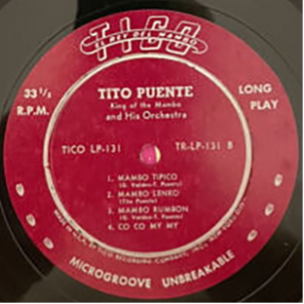 TICO
EL REY DEL MAMBO
33 1/3
R.P.M.
TITO PUENTE
King of the Mambo
and His Orchestra
LONG
PLAY
TICO LP-131
TR-LP-131 B
1. MAMBO TIPICO
2. MAMBO LENKO
(Tito Puente)
3. MAMBO RUMBON
4. CO CO MY MY
MICROGROOVE UNBREAKABLE